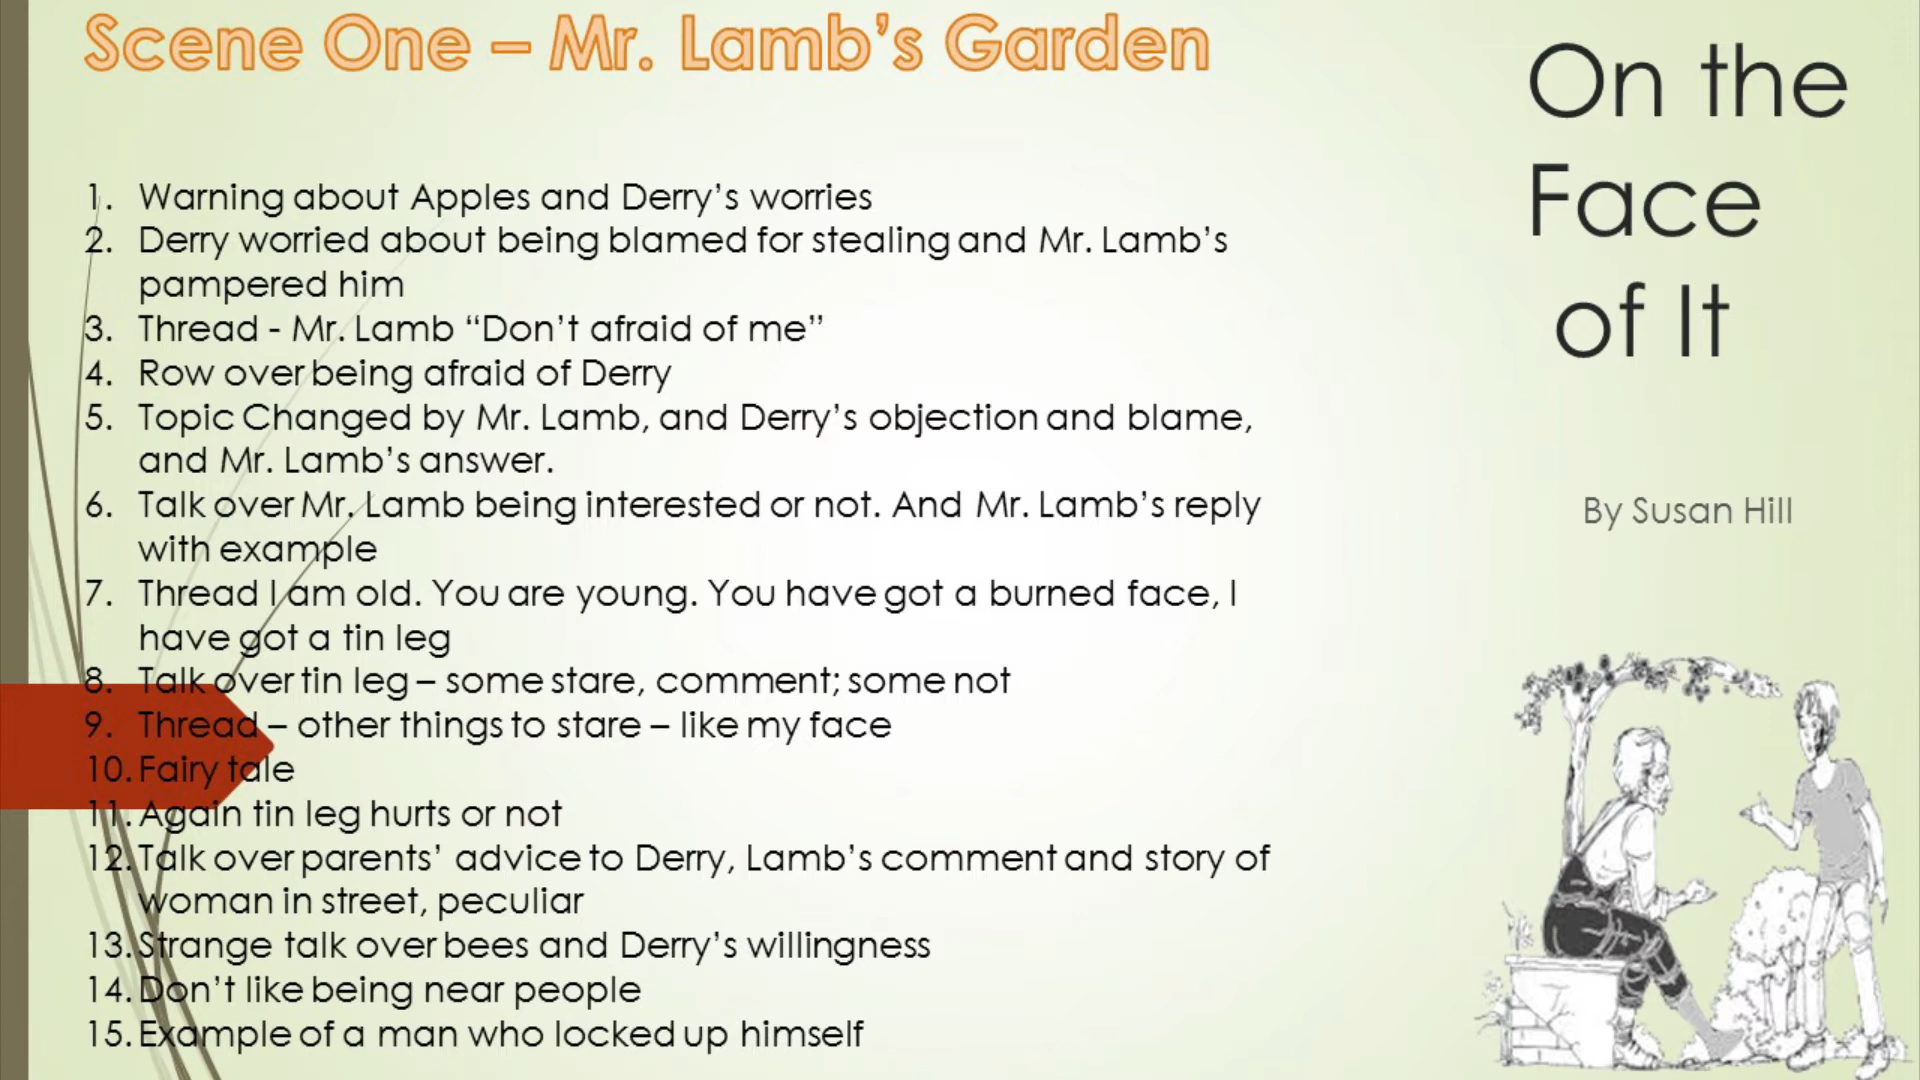 Scene One – Mr. Lamb's Garden
On the
Face
of It
By Susan Hill
1. Warning about Apples and Derry's worries
2. Derry worried about being blamed for stealing and Mr. Lamb's
pampered him
3. Thread - Mr. Lamb “Don't afraid of me”
4. Row over being afraid of Derry
5. Topic Changed by Mr. Lamb, and Derry's objection and blame,
and Mr. Lamb's answer.
6. Talk over Mr. Lamb being interested or not. And Mr. Lamb's reply
with example
7. Thread I am old. You are young. You have got a burned face, I
have got a tin leg
8. Talk over tin leg – some stare, comment; some not
9. Thread – other things to stare – like my face
10. Fairy tale
11. Again tin leg hurts or not
12. Talk over parents' advice to Derry, Lamb's comment and story of
woman in street, peculiar
13. Strange talk over bees and Derry's willingness
14. Don't like being near people
15. Example of a man who locked up himself